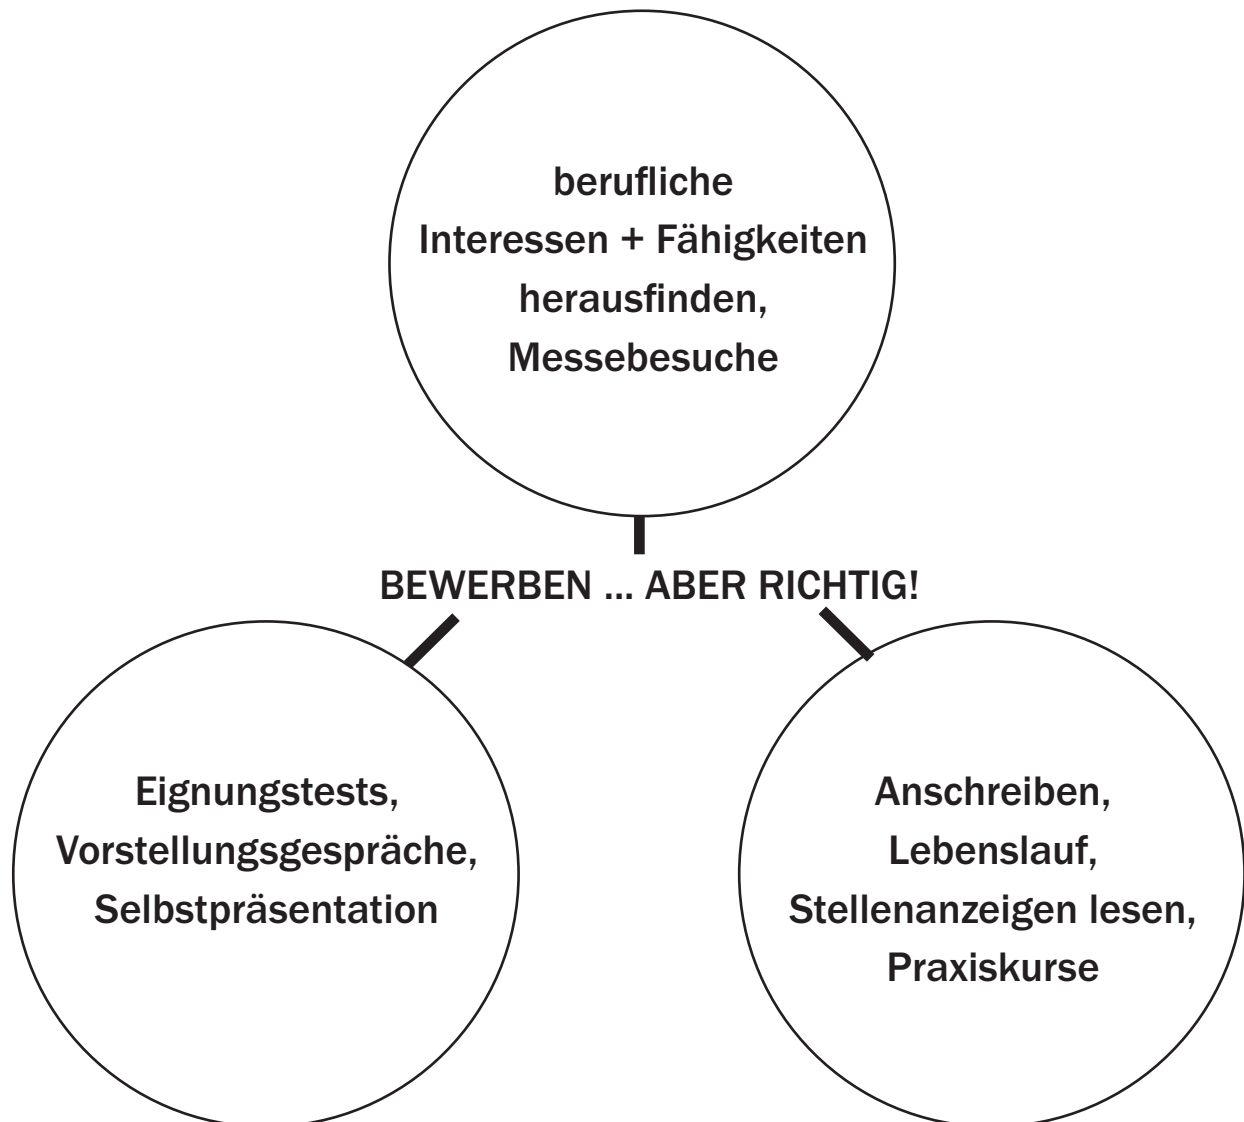 berufliche
Interessen + Fähigkeiten
herausfinden,
Messebesuche
BEWERBEN ... ABER RICHTIG!
Eignungstests,
Vorstellungsgespräche,
Selbstpräsentation
Anschreiben,
Lebenslauf,
Stellenanzeigen lesen,
Praxiskurse